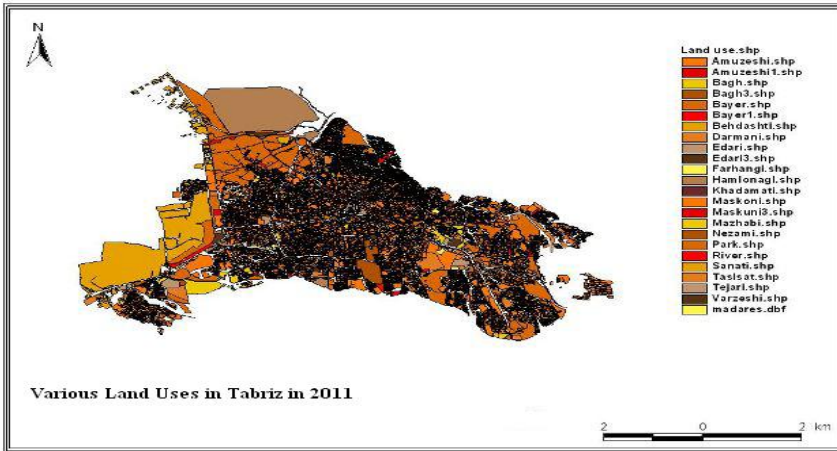 N
Land use.shp
Amuzeshi.shp
Amuzeshi1.shp
Bagh.shp
Bagh3.shp
Bayer.shp
Bayer1.shp
Behdashti.shp
Darmani.shp
Edari.shp
Edari3.shp
Farhangi.shp
Hamlonagl.shp
Khadamati.shp
Maskoni.shp
Maskuni3.shp
Mazhabi.shp
Nezami.shp
Park.shp
River.shp
Sanati.shp
Tasisat.shp
Tejari.shp
Varzeshi.shp
madares.dbf
Various Land Uses in Tabriz in 2011
2 0 2 km